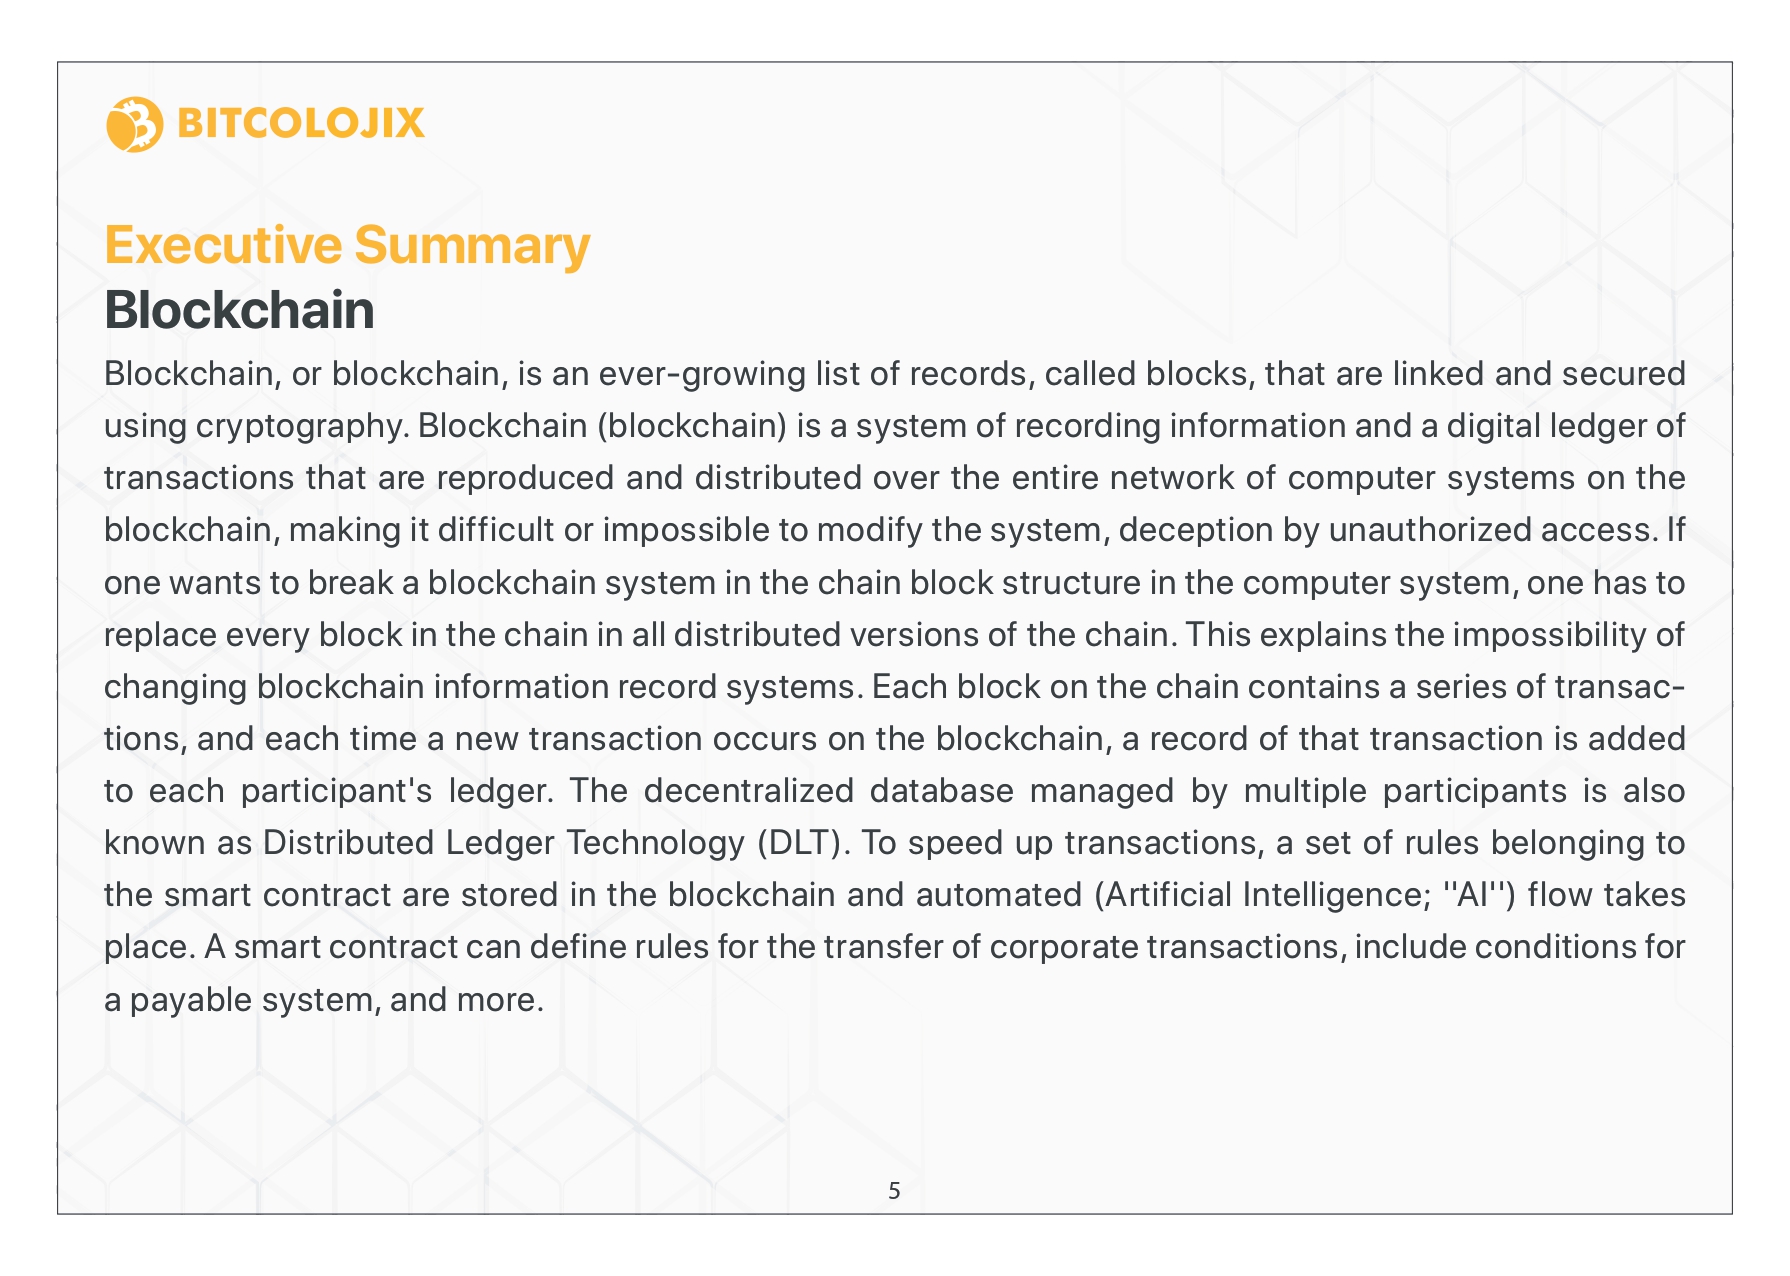 BITCOLOJIX
Executive Summary
Blockchain
Blockchain, or blockchain, is an ever-growing list of records, called blocks, that are linked and secured
using cryptography. Blockchain (blockchain) is a system of recording information and a digital ledger of
transactions that are reproduced and distributed over the entire network of computer systems on the
blockchain, making it difficult or impossible to modify the system, deception by unauthorized access. If
one wants to break a blockchain system in the chain block structure in the computer system, one has to
replace every block in the chain in all distributed versions of the chain. This explains the impossibility of
changing blockchain information record systems. Each block on the chain contains a series of transac-
tions, and each time a new transaction occurs on the blockchain, a record of that transaction is added
to each participant's ledger. The decentralized database managed by multiple participants is also
known as Distributed Ledger Technology (DLT). To speed up transactions, a set of rules belonging to
the smart contract are stored in the blockchain and automated (Artificial Intelligence; ''AI'') flow takes
place. A smart contract can define rules for the transfer of corporate transactions, include conditions for
a payable system, and more.
5